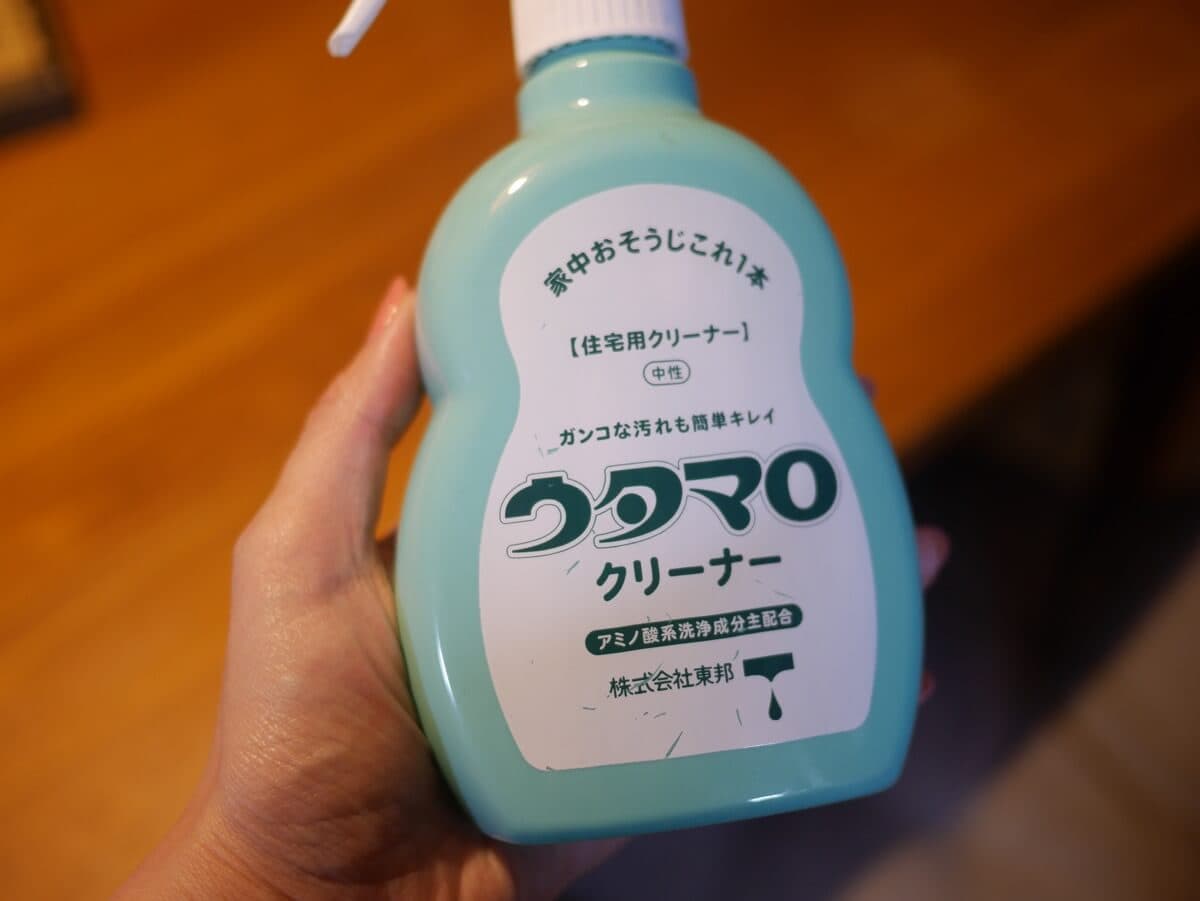 家中おそうじこれ1本
【住宅用クリーナー】
中性
ガンコな汚れも簡単キレイ
ウタマロ
クリーナー
アミノ酸系洗浄成分主配合
株式会社東邦